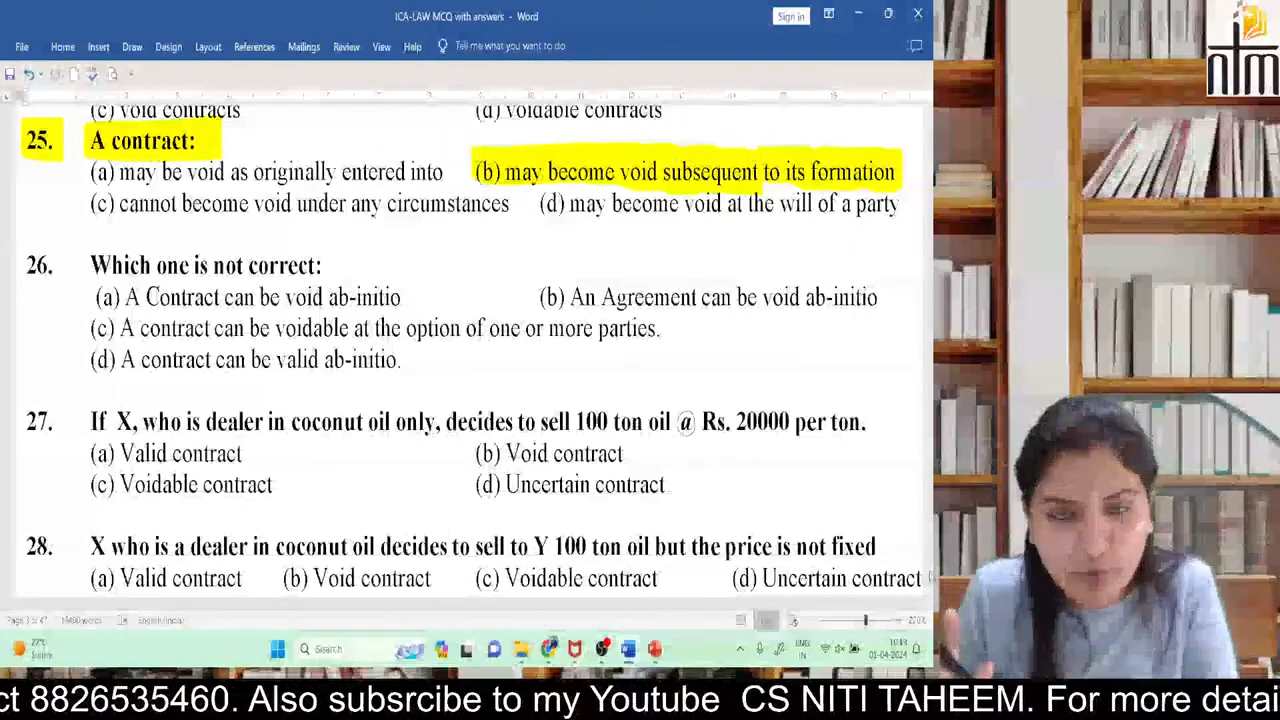 ICA-LAW MCQ with answers - Word
Sign in
File Home Insert Draw Design Layout References Mailings Review View Help Tell me what you want to do
(c) void contracts (d) voidable contracts
25. A contract:
(a) may be void as originally entered into (b) may become void subsequent to its formation
(c) cannot become void under any circumstances (d) may become void at the will of a party
26. Which one is not correct:
(a) A Contract can be void ab-initio (b) An Agreement can be void ab-initio
(c) A contract can be voidable at the option of one or more parties.
(d) A contract can be valid ab-initio.
27. If X, who is dealer in coconut oil only, decides to sell 100 ton oil @ Rs. 20000 per ton.
(a) Valid contract (b) Void contract
(c) Voidable contract (d) Uncertain contract
28. X who is a dealer in coconut oil decides to sell to Y 100 ton oil but the price is not fixed
(a) Valid contract (b) Void contract (c) Voidable contract (d) Uncertain contract
English (India)
Search
ENG
IN
01-04-2024
ntm
ct 8826535460. Also subsrcibe to my Youtube CS NITI TAHEEM. For more detai